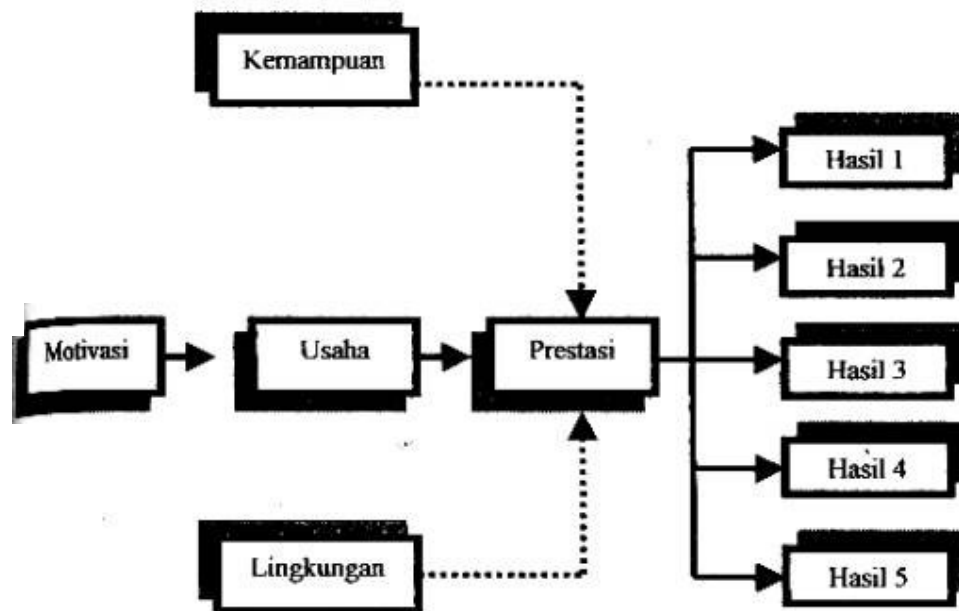 Kemampuan
Hasil 1
Hasil 2
Motivasi
Usaha
Prestasi
Hasil 3
Hasil 4
Lingkungan
Hasil 5